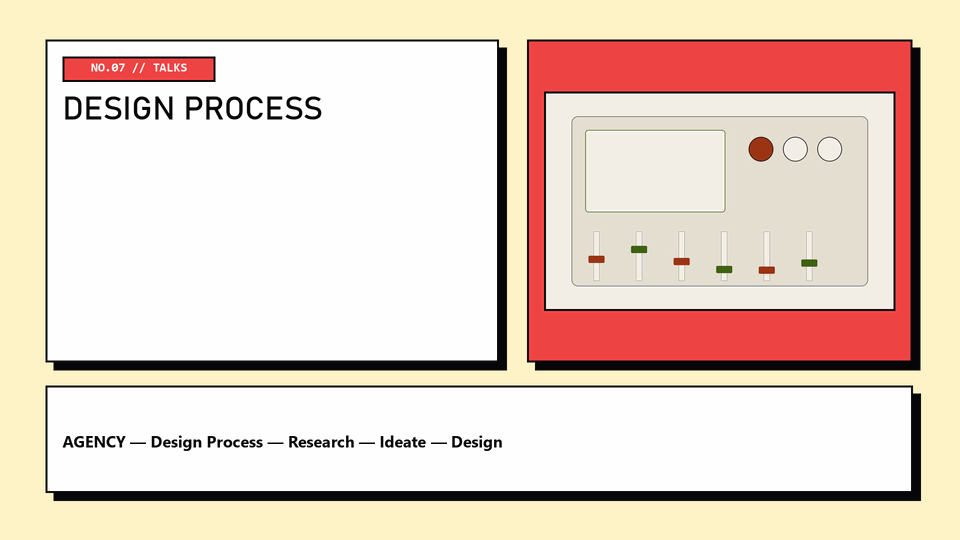 NO.07 // TALKS
DESIGN PROCESS
AGENCY — Design Process — Research — Ideate — Design